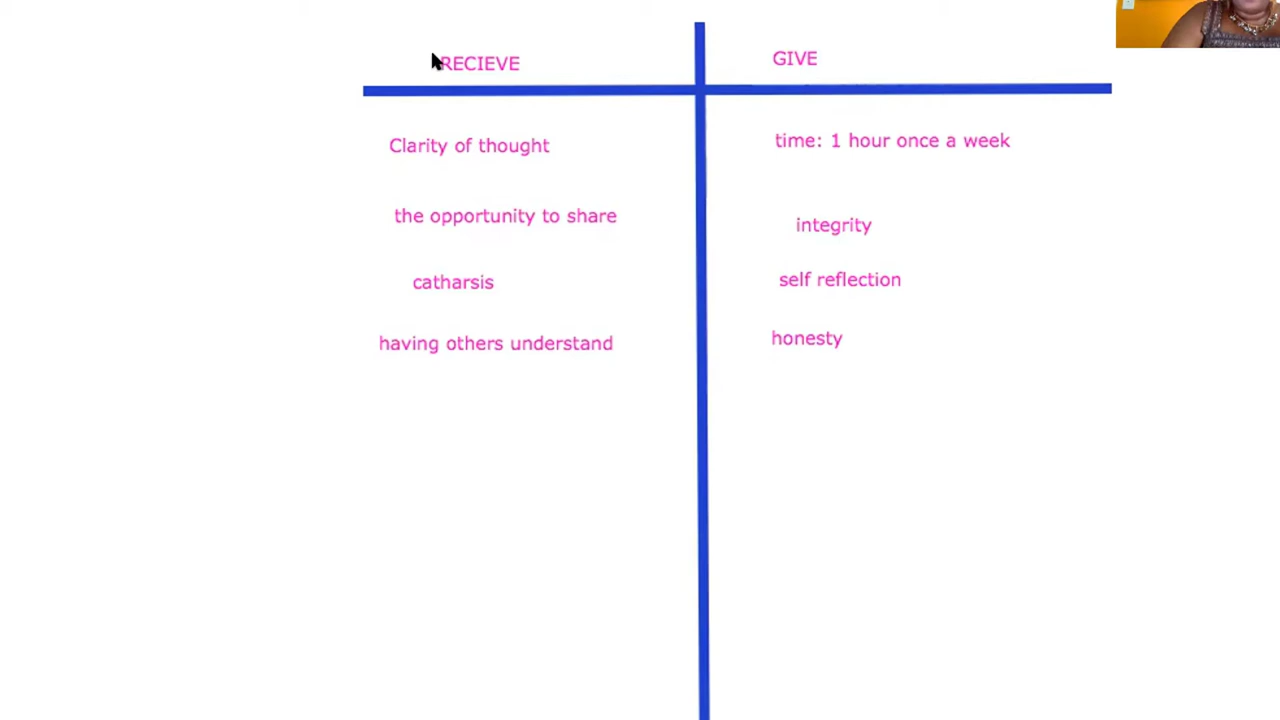 RECIEVE
GIVE
Clarity of thought
time: 1 hour once a week
the opportunity to share
integrity
catharsis
self reflection
having others understand
honesty